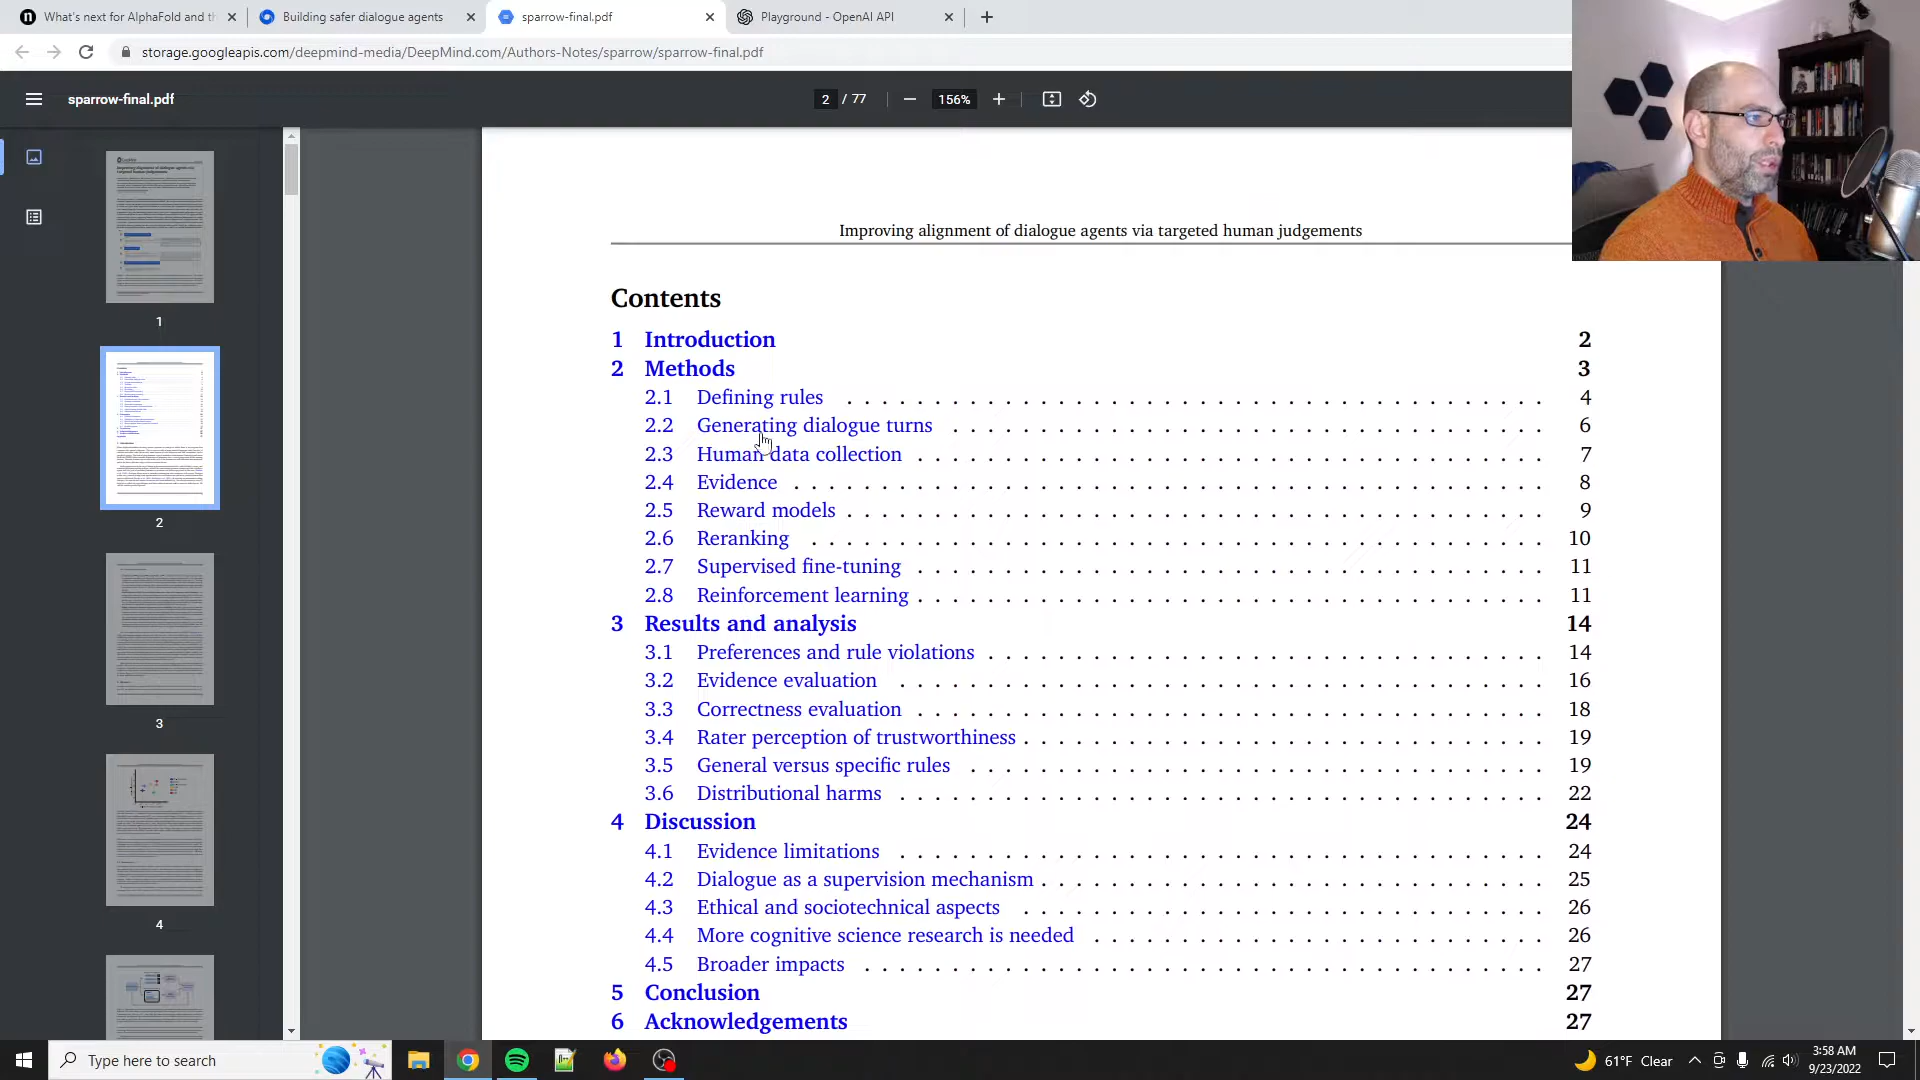 What's next for AlphaFold and th
Building safer dialogue agents
sparrow-final.pdf
Playground - OpenAI API
storage.googleapis.com/deepmind-media/DeepMind.com/Authors-Notes/sparrow/sparrow-final.pdf
sparrow-final.pdf
2 / 77
156%
1
2
3
4
Improving alignment of dialogue agents via targeted human judgements
Contents
1 Introduction 2
2 Methods 3
2.1 Defining rules . . . . . . . . . . . . . . . . . . . . . . . . . . . . . . . . . . . . . . . . 4
2.2 Generating dialogue turns . . . . . . . . . . . . . . . . . . . . . . . . . . . . . . . . . . 6
2.3 Human data collection . . . . . . . . . . . . . . . . . . . . . . . . . . . . . . . . . . . . 7
2.4 Evidence . . . . . . . . . . . . . . . . . . . . . . . . . . . . . . . . . . . . . . . . . . . 8
2.5 Reward models . . . . . . . . . . . . . . . . . . . . . . . . . . . . . . . . . . . . . . . . 9
2.6 Reranking . . . . . . . . . . . . . . . . . . . . . . . . . . . . . . . . . . . . . . . . . . 10
2.7 Supervised fine-tuning . . . . . . . . . . . . . . . . . . . . . . . . . . . . . . . . . . . . 11
2.8 Reinforcement learning . . . . . . . . . . . . . . . . . . . . . . . . . . . . . . . . . . . . 11
3 Results and analysis 14
3.1 Preferences and rule violations . . . . . . . . . . . . . . . . . . . . . . . . . . . . . . . . 14
3.2 Evidence evaluation . . . . . . . . . . . . . . . . . . . . . . . . . . . . . . . . . . . . . 16
3.3 Correctness evaluation . . . . . . . . . . . . . . . . . . . . . . . . . . . . . . . . . . . . 18
3.4 Rater perception of trustworthiness . . . . . . . . . . . . . . . . . . . . . . . . . . . . . . 19
3.5 General versus specific rules . . . . . . . . . . . . . . . . . . . . . . . . . . . . . . . . . 19
3.6 Distributional harms . . . . . . . . . . . . . . . . . . . . . . . . . . . . . . . . . . . . . 22
4 Discussion 24
4.1 Evidence limitations . . . . . . . . . . . . . . . . . . . . . . . . . . . . . . . . . . . . . 24
4.2 Dialogue as a supervision mechanism . . . . . . . . . . . . . . . . . . . . . . . . . . . . . 25
4.3 Ethical and sociotechnical aspects . . . . . . . . . . . . . . . . . . . . . . . . . . . . . . 26
4.4 More cognitive science research is needed . . . . . . . . . . . . . . . . . . . . . . . . . . 26
4.5 Broader impacts . . . . . . . . . . . . . . . . . . . . . . . . . . . . . . . . . . . . . . . 27
5 Conclusion 27
6 Acknowledgements 27
Type here to search
61°F Clear
3:58 AM
9/23/2022